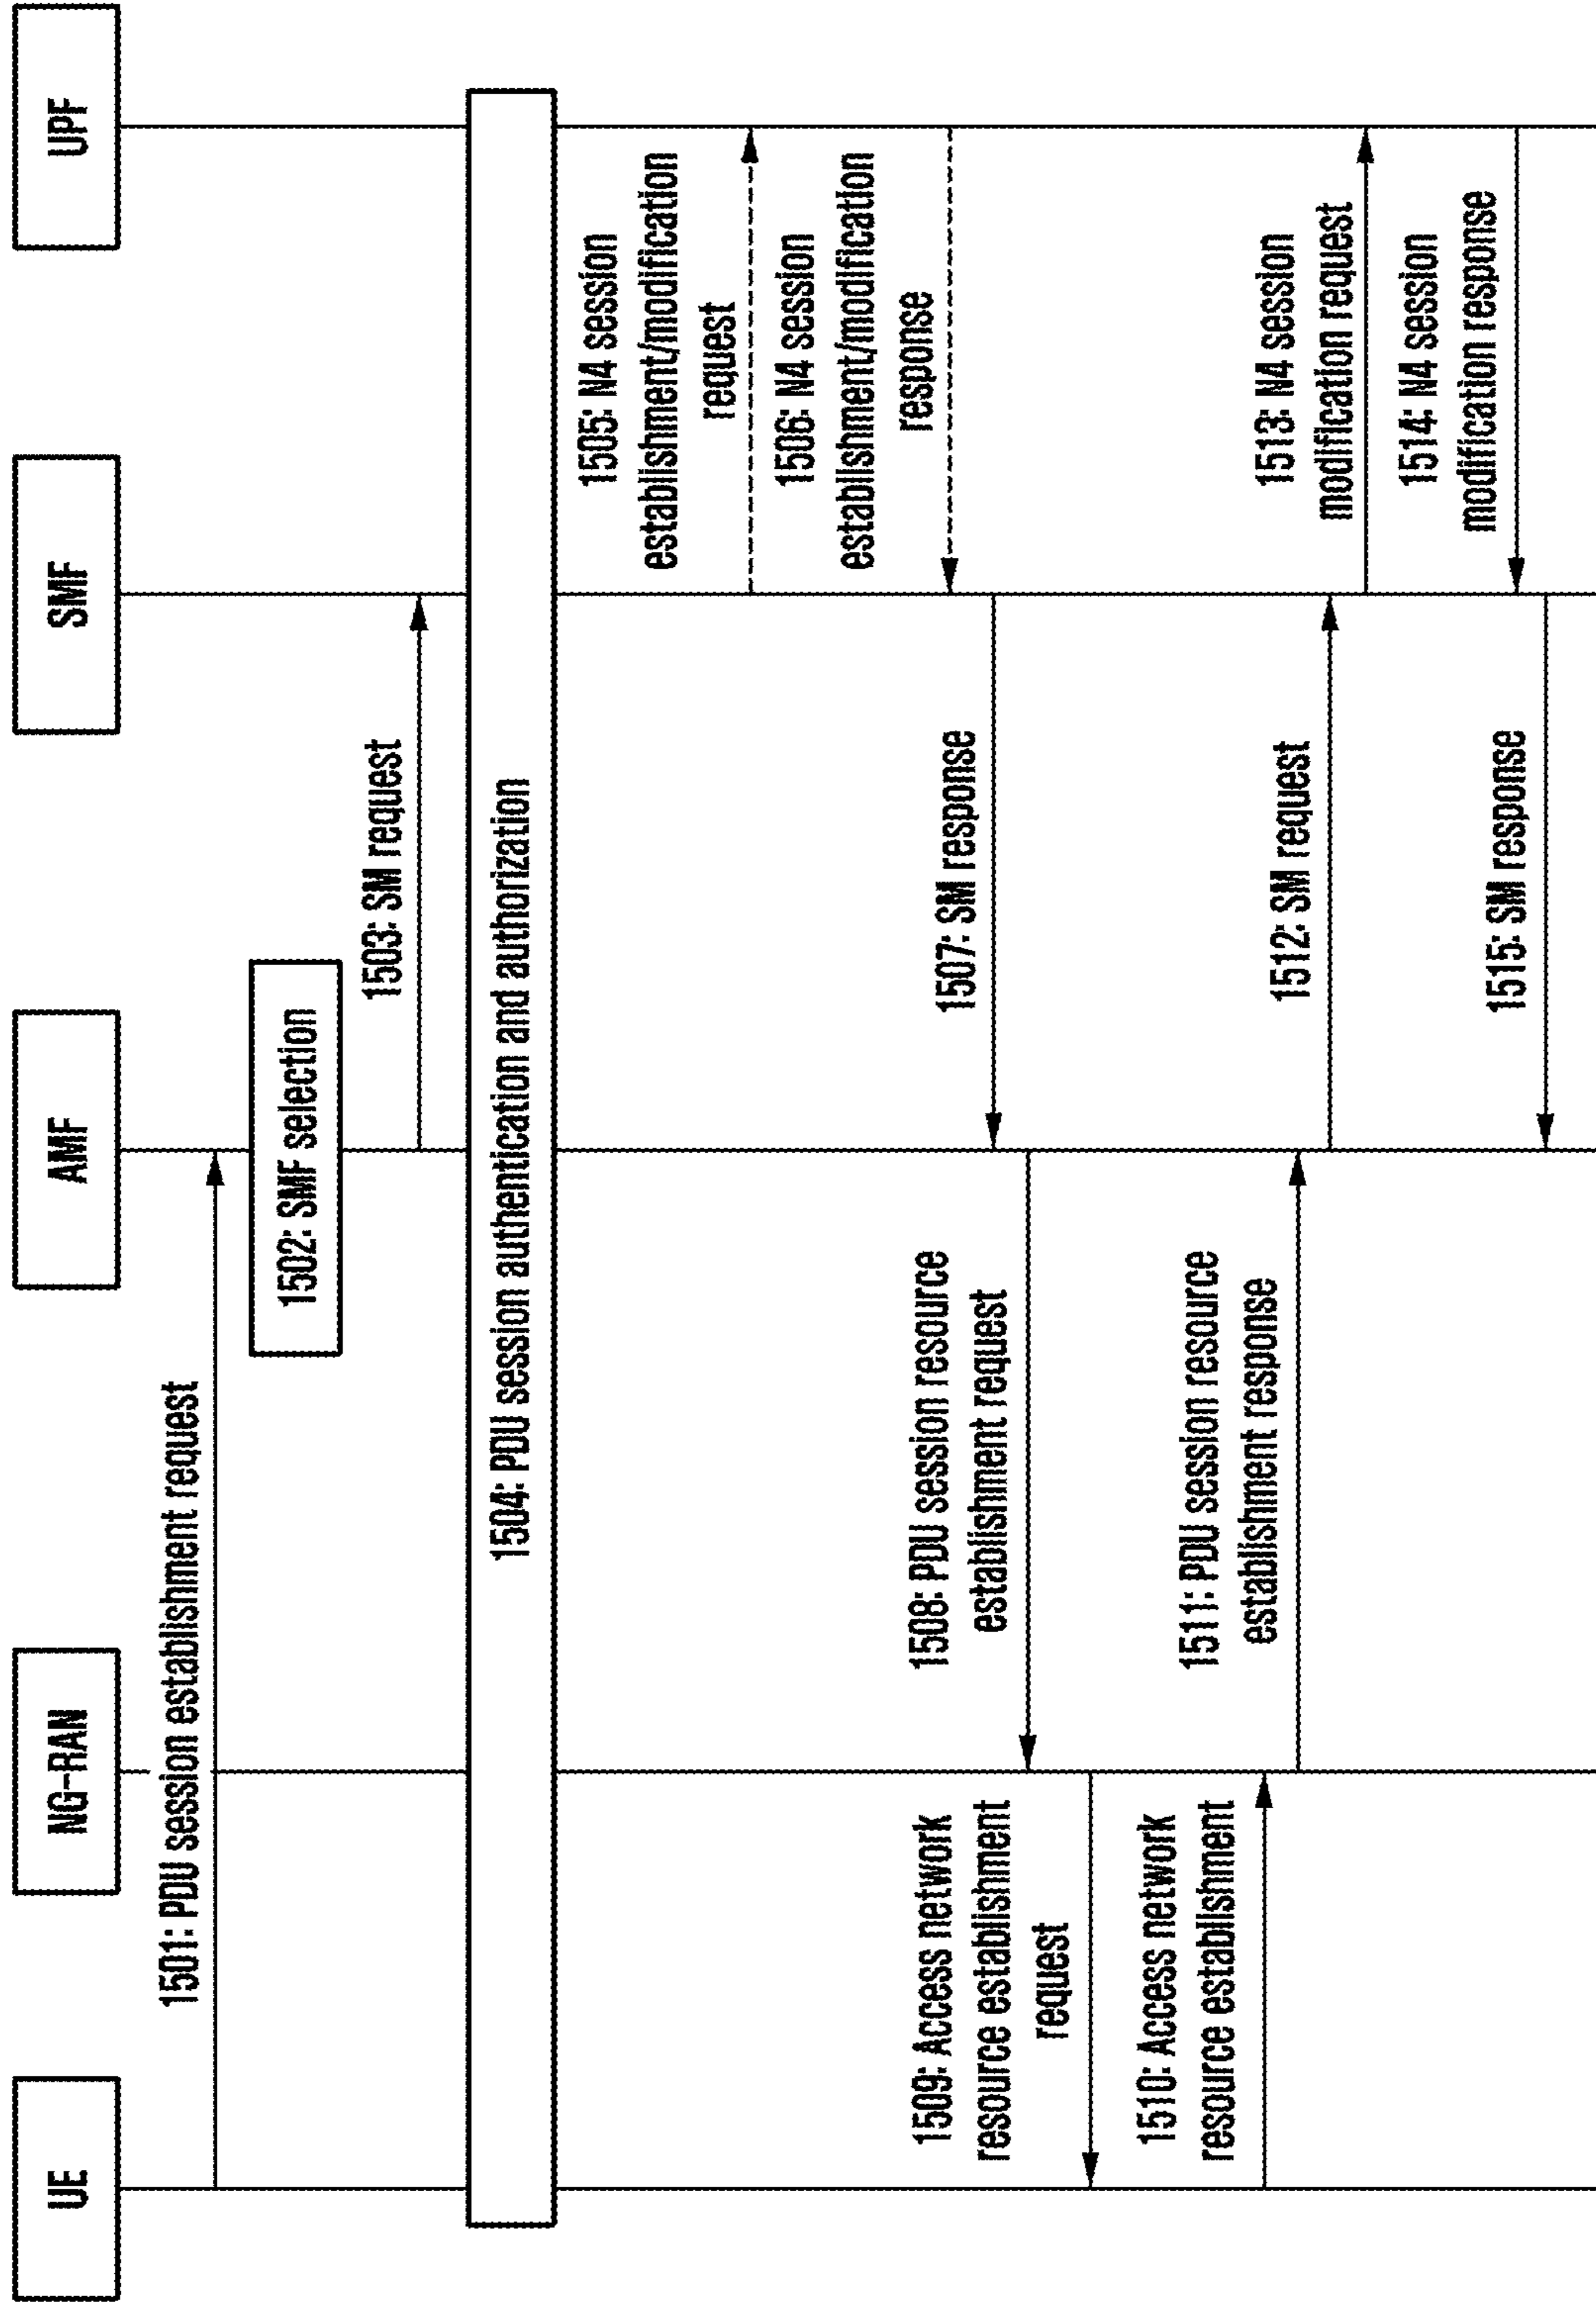 UE
NG-RAN
AMF
SMF
UPF
1501: PDU session establishment request
1502: SMF selection
1503: SM request
1504: PDU session authentication and authorization
1505: N4 session
establishment/modification
request
1506: N4 session
establishment/modification
response
1507: SM response
1508: PDU session resource
establishment request
1509: Access network
resource establishment
request
1510: Access network
resource establishment
1511: PDU session resource
establishment response
1512: SM request
1513: N4 session
modification request
1514: N4 session
modification response
1515: SM response